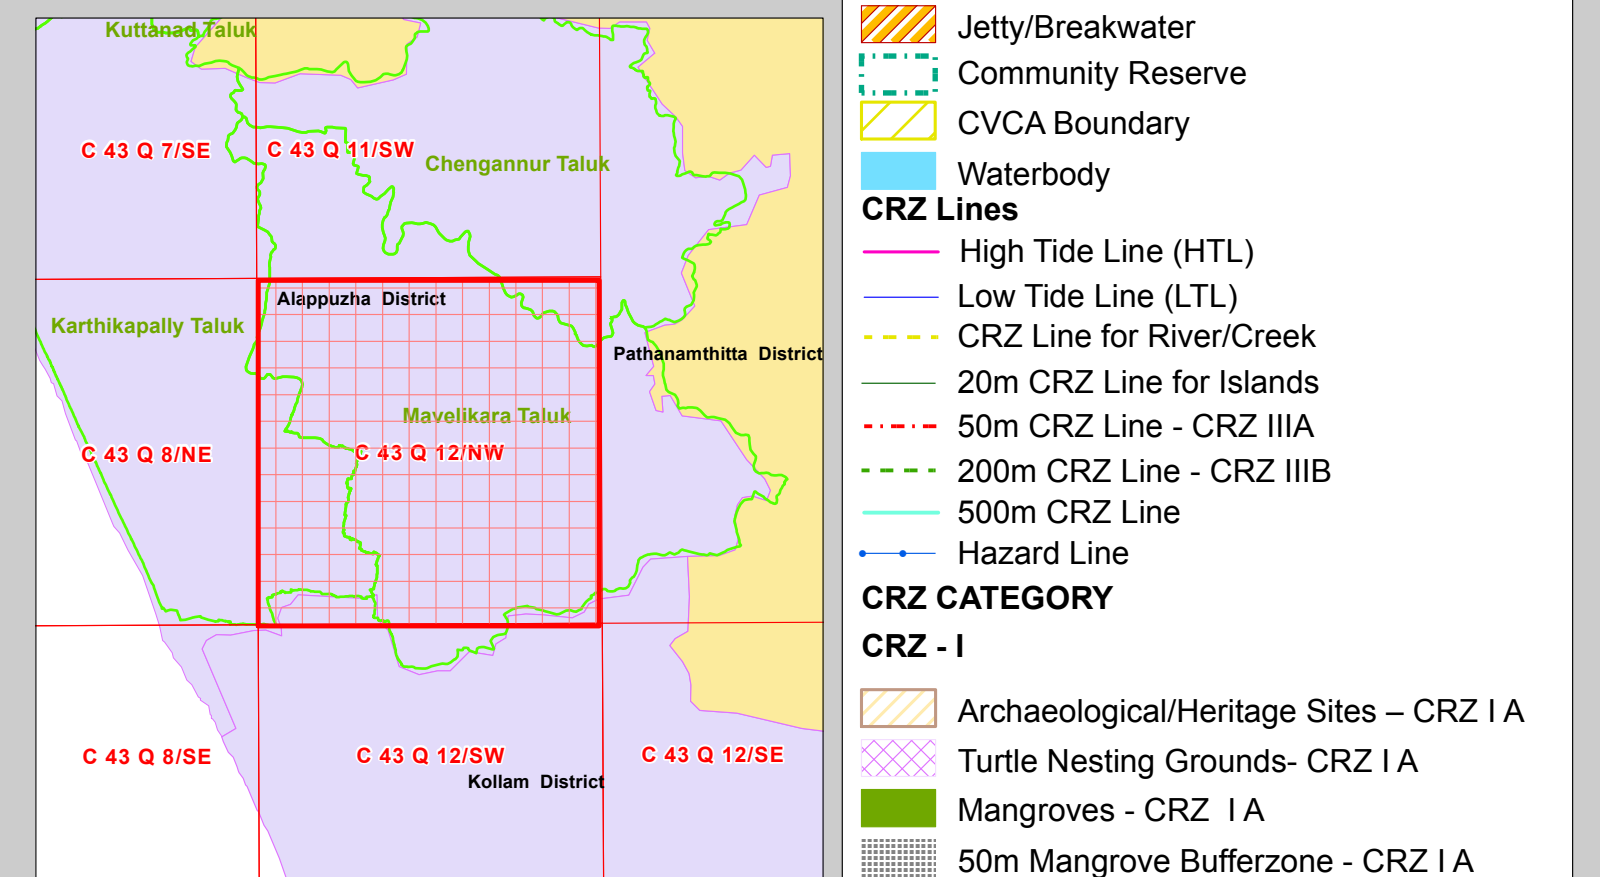 Kuttanad Taluk
C 43 Q 7/SE
C 43 Q 11/SW
Chengannur Taluk
Alappuzha District
Karthikapally Taluk
Pathanamthitta District
Mavelikara Taluk
C 43 Q 8/NE
C 43 Q 12/NW
C 43 Q 8/SE
C 43 Q 12/SW
C 43 Q 12/SE
Kollam District
Jetty/Breakwater
Community Reserve
CVCA Boundary
Waterbody
CRZ Lines
High Tide Line (HTL)
Low Tide Line (LTL)
CRZ Line for River/Creek
20m CRZ Line for Islands
50m CRZ Line - CRZ IIIA
200m CRZ Line - CRZ IIIB
500m CRZ Line
Hazard Line
CRZ CATEGORY
CRZ - I
Archaeological/Heritage Sites – CRZ I A
Turtle Nesting Grounds- CRZ I A
Mangroves - CRZ I A
50m Mangrove Bufferzone - CRZ I A